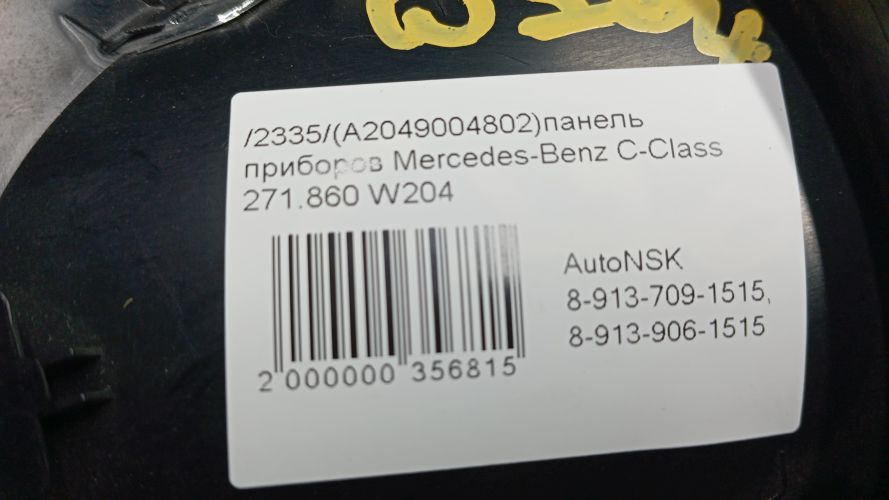 /2335/(A2049004802)панель
приборов Mercedes-Benz C-Class
271.860 W204
AutoNSK
8-913-709-1515,
8-913-906-1515
2 000000 356815